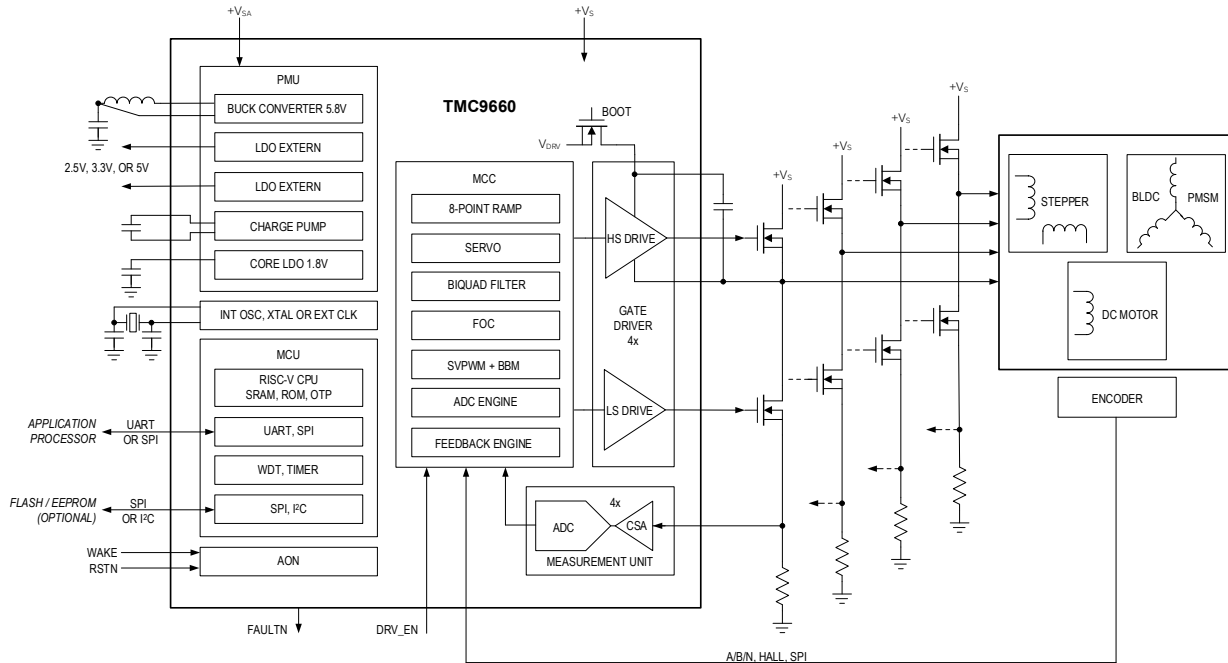 +VSA
+VS
PMU
BUCK CONVERTER 5.8V
LDO EXTERN
2.5V, 3.3V, OR 5V
LDO EXTERN
CHARGE PUMP
CORE LDO 1.8V
INT OSC, XTAL OR EXT CLK
MCU
RISC-V CPU
SRAM, ROM, OTP
UART, SPI
WDT, TIMER
SPI, I²C
AON
APPLICATION
PROCESSOR
UART
OR SPI
FLASH / EEPROM
(OPTIONAL)
SPI
OR I²C
WAKE
RSTN
FAULTN
DRV_EN
TMC9660
MCC
8-POINT RAMP
SERVO
BIQUAD FILTER
FOC
SVPWM + BBM
ADC ENGINE
FEEDBACK ENGINE
BOOT
VDRV
HS DRIVE
GATE
DRIVER
4x
LS DRIVE
4x
ADC
CSA
MEASUREMENT UNIT
+VS
+VS
+VS
+VS
STEPPER
BLDC
PMSM
DC MOTOR
ENCODER
A/B/N, HALL, SPI